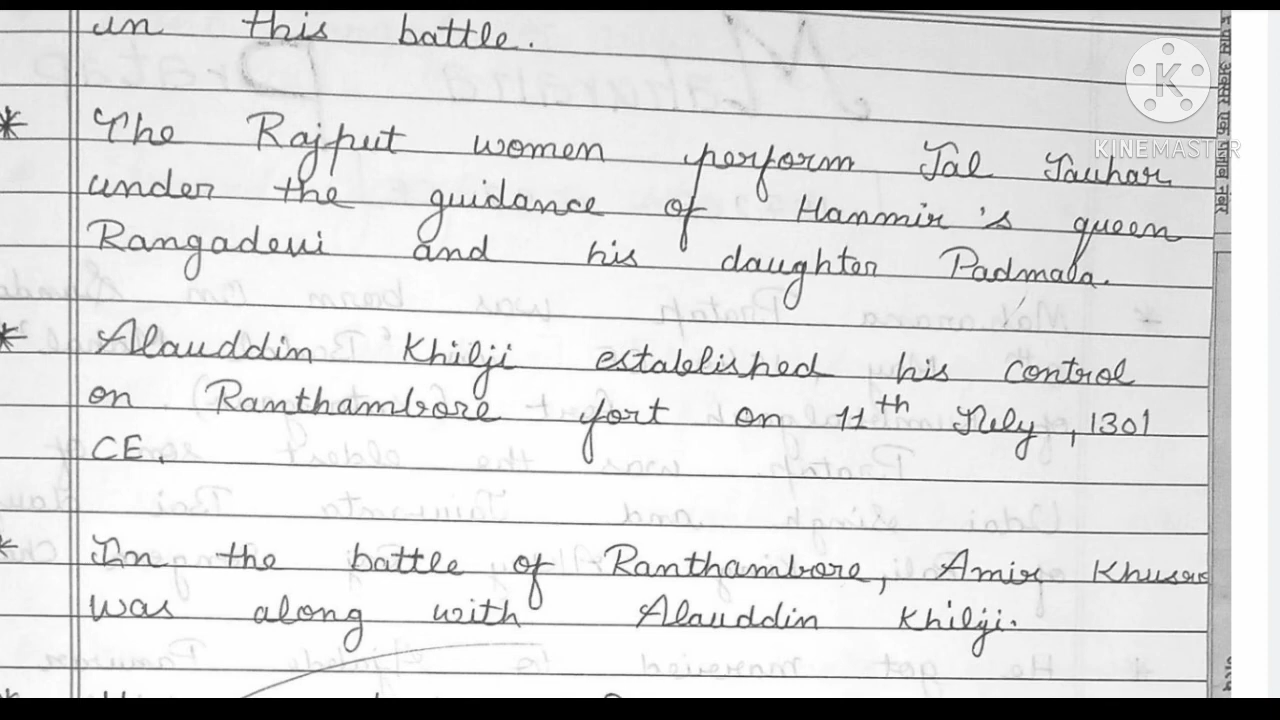 in this battle.
* The Rajput women perform Jal Jauhar
under the guidance of Hammir's queen
Rangadevi and his daughter Padmala.
* Alauddin Khilji established his control
on Ranthambore fort on 11th July, 1301
CE.
* In the battle of Ranthambore, Amir Khusro
was along with Alauddin Khilji.
K
KINEMASTER